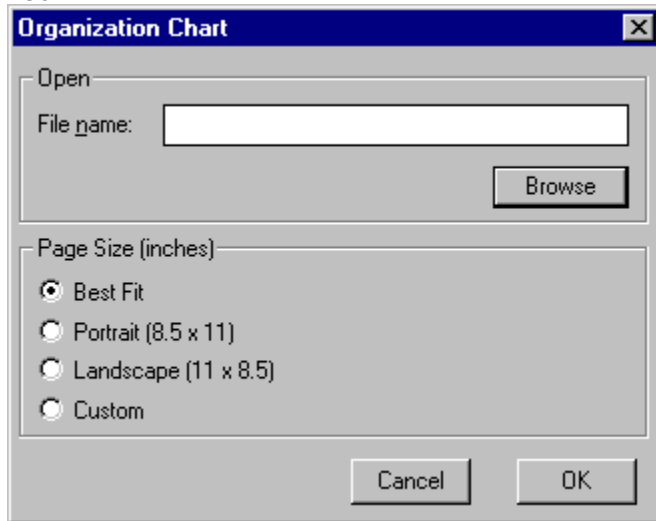 Organization Chart
Open
File name:
Browse
Page Size (inches)
Best Fit
Portrait (8.5 x 11)
Landscape (11 x 8.5)
Custom
Cancel OK